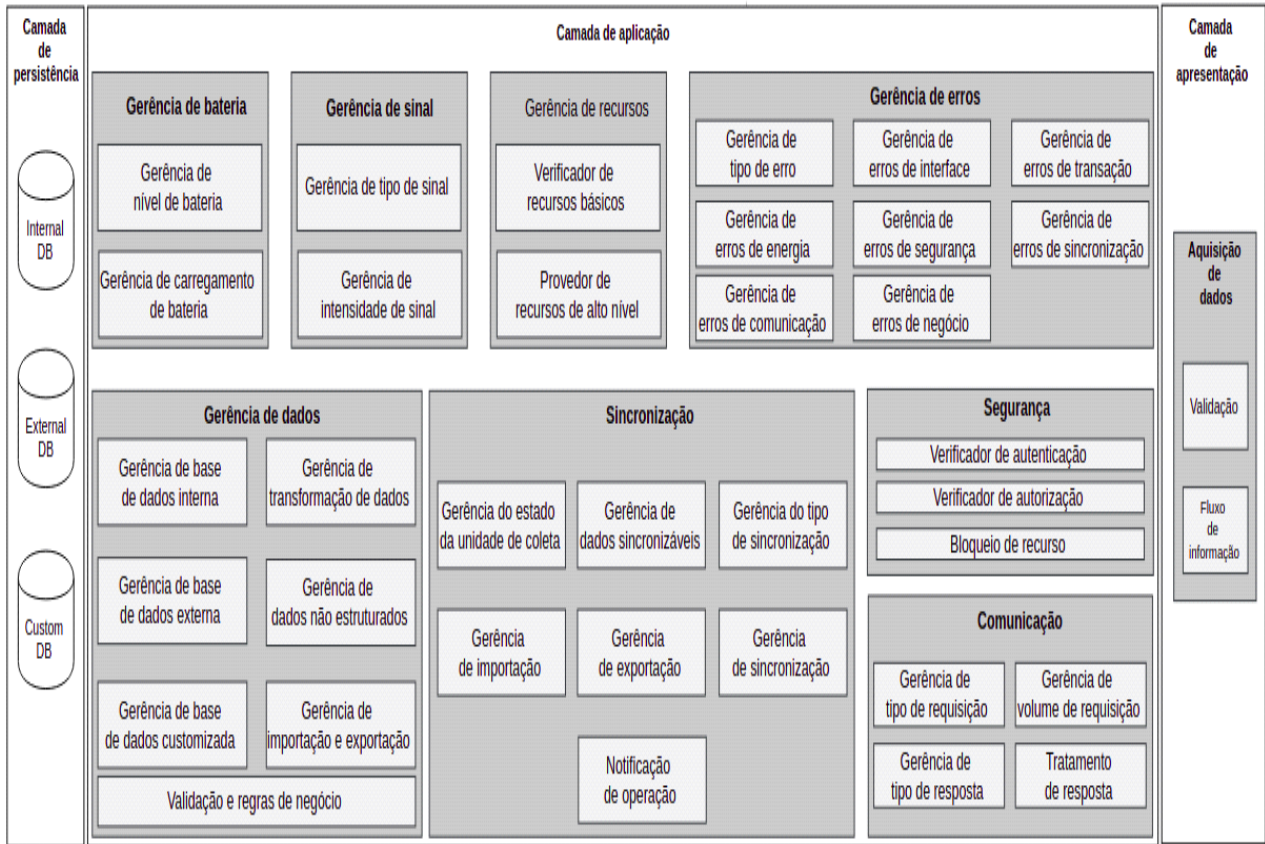 Camada
de
persistência
Internal
DB
External
DB
Custom
DB
Camada de aplicação
Gerência de bateria
Gerência de
nível de bateria
Gerência de carregamento
de bateria
Gerência de sinal
Gerência de tipo de sinal
Gerência de
intensidade de sinal
Gerência de recursos
Verificador de
recursos básicos
Provedor de
recursos de alto nível
Gerência de erros
Gerência de
tipo de erro
Gerência de
erros de interface
Gerência de
erros de transação
Gerência de
erros de energia
Gerência de
erros de segurança
Gerência de
erros de sincronização
Gerência de
erros de comunicação
Gerência de
erros de negócio
Gerência de dados
Gerência de base
de dados interna
Gerência de
transformação de dados
Gerência de base
de dados externa
Gerência de
dados não estruturados
Gerência de base
de dados customizada
Gerência de
importação e exportação
Validação e regras de negócio
Sincronização
Gerência do estado
da unidade de coleta
Gerência de
dados sincronizáveis
Gerência do tipo
de sincronização
Gerência
de importação
Gerência
de exportação
Gerência
de sincronização
Notificação
de operação
Segurança
Verificador de autenticação
Verificador de autorização
Bloqueio de recurso
Comunicação
Gerência de
tipo de requisição
Gerência de
volume de requisição
Gerência de
tipo de resposta
Tratamento
de resposta
Camada
de
apresentação
Aquisição
de
dados
Validação
Fluxo
de
informação